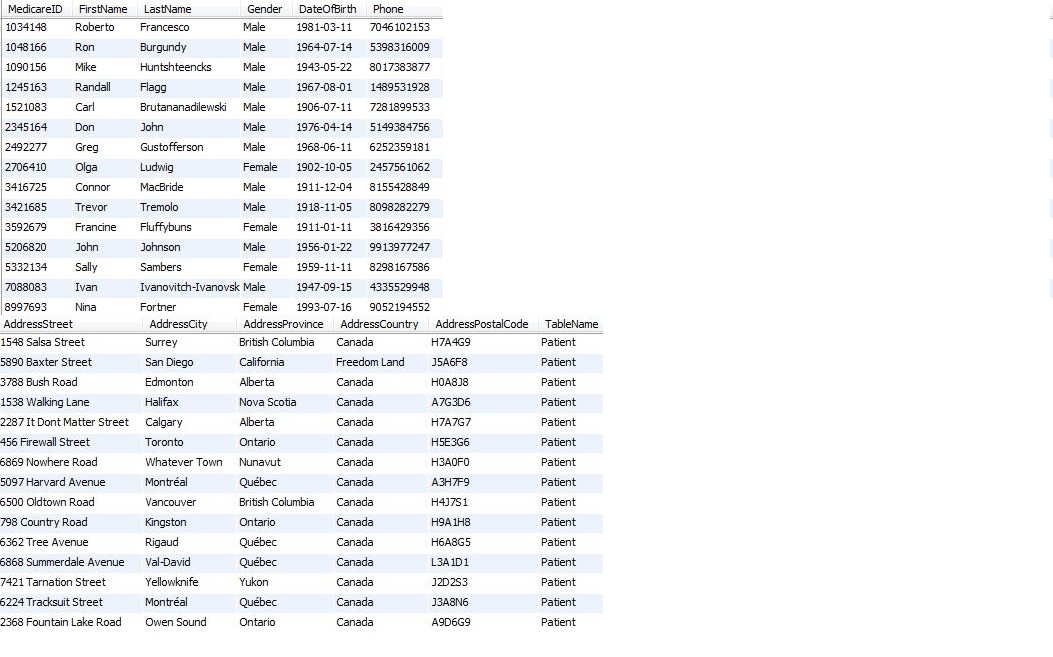 MedicareID FirstName LastName Gender DateOfBirth Phone
1034148 Roberto Francesco Male 1981-03-11 7046102153
1048166 Ron Burgundy Male 1964-07-14 5398316009
1090156 Mike Huntshteencks Male 1943-05-22 8017383877
1245163 Randall Flagg Male 1967-08-01 1489531928
1521083 Carl Brutananadilewski Male 1906-07-11 7281899533
2345164 Don John Male 1976-04-14 5149384756
2492277 Greg Gustofferson Male 1968-06-11 6252359181
2706410 Olga Ludwig Female 1902-10-05 2457561062
3416725 Connor MacBride Male 1911-12-04 8155428849
3421685 Trevor Tremolo Male 1918-11-05 8098282279
3592679 Francine Fluffybuns Female 1911-01-11 3816429356
5206820 John Johnson Male 1956-01-22 9913977247
5332134 Sally Sambers Female 1959-11-11 8298167586
7088083 Ivan Ivanovitch-Ivanovsk Male 1947-09-15 4335529948
8997693 Nina Fortner Female 1993-07-16 9052194552
AddressStreet AddressCity AddressProvince AddressCountry AddressPostalCode TableName
1548 Salsa Street Surrey British Columbia Canada H7A4G9 Patient
5890 Baxter Street San Diego California Freedom Land J5A6F8 Patient
3788 Bush Road Edmonton Alberta Canada H0A8J8 Patient
1538 Walking Lane Halifax Nova Scotia Canada A7G3D6 Patient
2287 It Dont Matter Street Calgary Alberta Canada H7A7G7 Patient
456 Firewall Street Toronto Ontario Canada H5E3G6 Patient
6869 Nowhere Road Whatever Town Nunavut Canada H3A0F0 Patient
5097 Harvard Avenue Montréal Québec Canada A3H7F9 Patient
6500 Oldtown Road Vancouver British Columbia Canada H4J7S1 Patient
798 Country Road Kingston Ontario Canada H9A1H8 Patient
6362 Tree Avenue Rigaud Québec Canada H6A8G5 Patient
6868 Summerdale Avenue Val-David Québec Canada L3A1D1 Patient
7421 Tarnation Street Yellowknife Yukon Canada J2D2S3 Patient
6224 Tracksuit Street Montréal Québec Canada J3A8N6 Patient
2368 Fountain Lake Road Owen Sound Ontario Canada A9D6G9 Patient